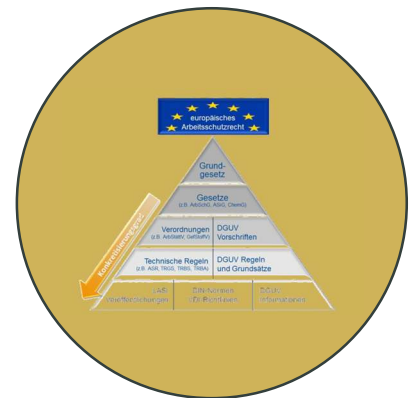 europäisches
Arbeitsschutzrecht
Grund-
gesetz
Gesetze
(z.B. ArbSchG, ASiG, ChemG)
Konkretisierungsgrad
Verordnungen
(z.B. ArbStättV, GefStoffV)
DGUV
Vorschriften
Technische Regeln
(z.B. ASR, TRGS, TRBS, TRBA)
DGUV Regeln
und Grundsätze
LASI-
Veröffentlichungen
DIN-Normen
VDI-Richtlinien
DGUV
Informationen